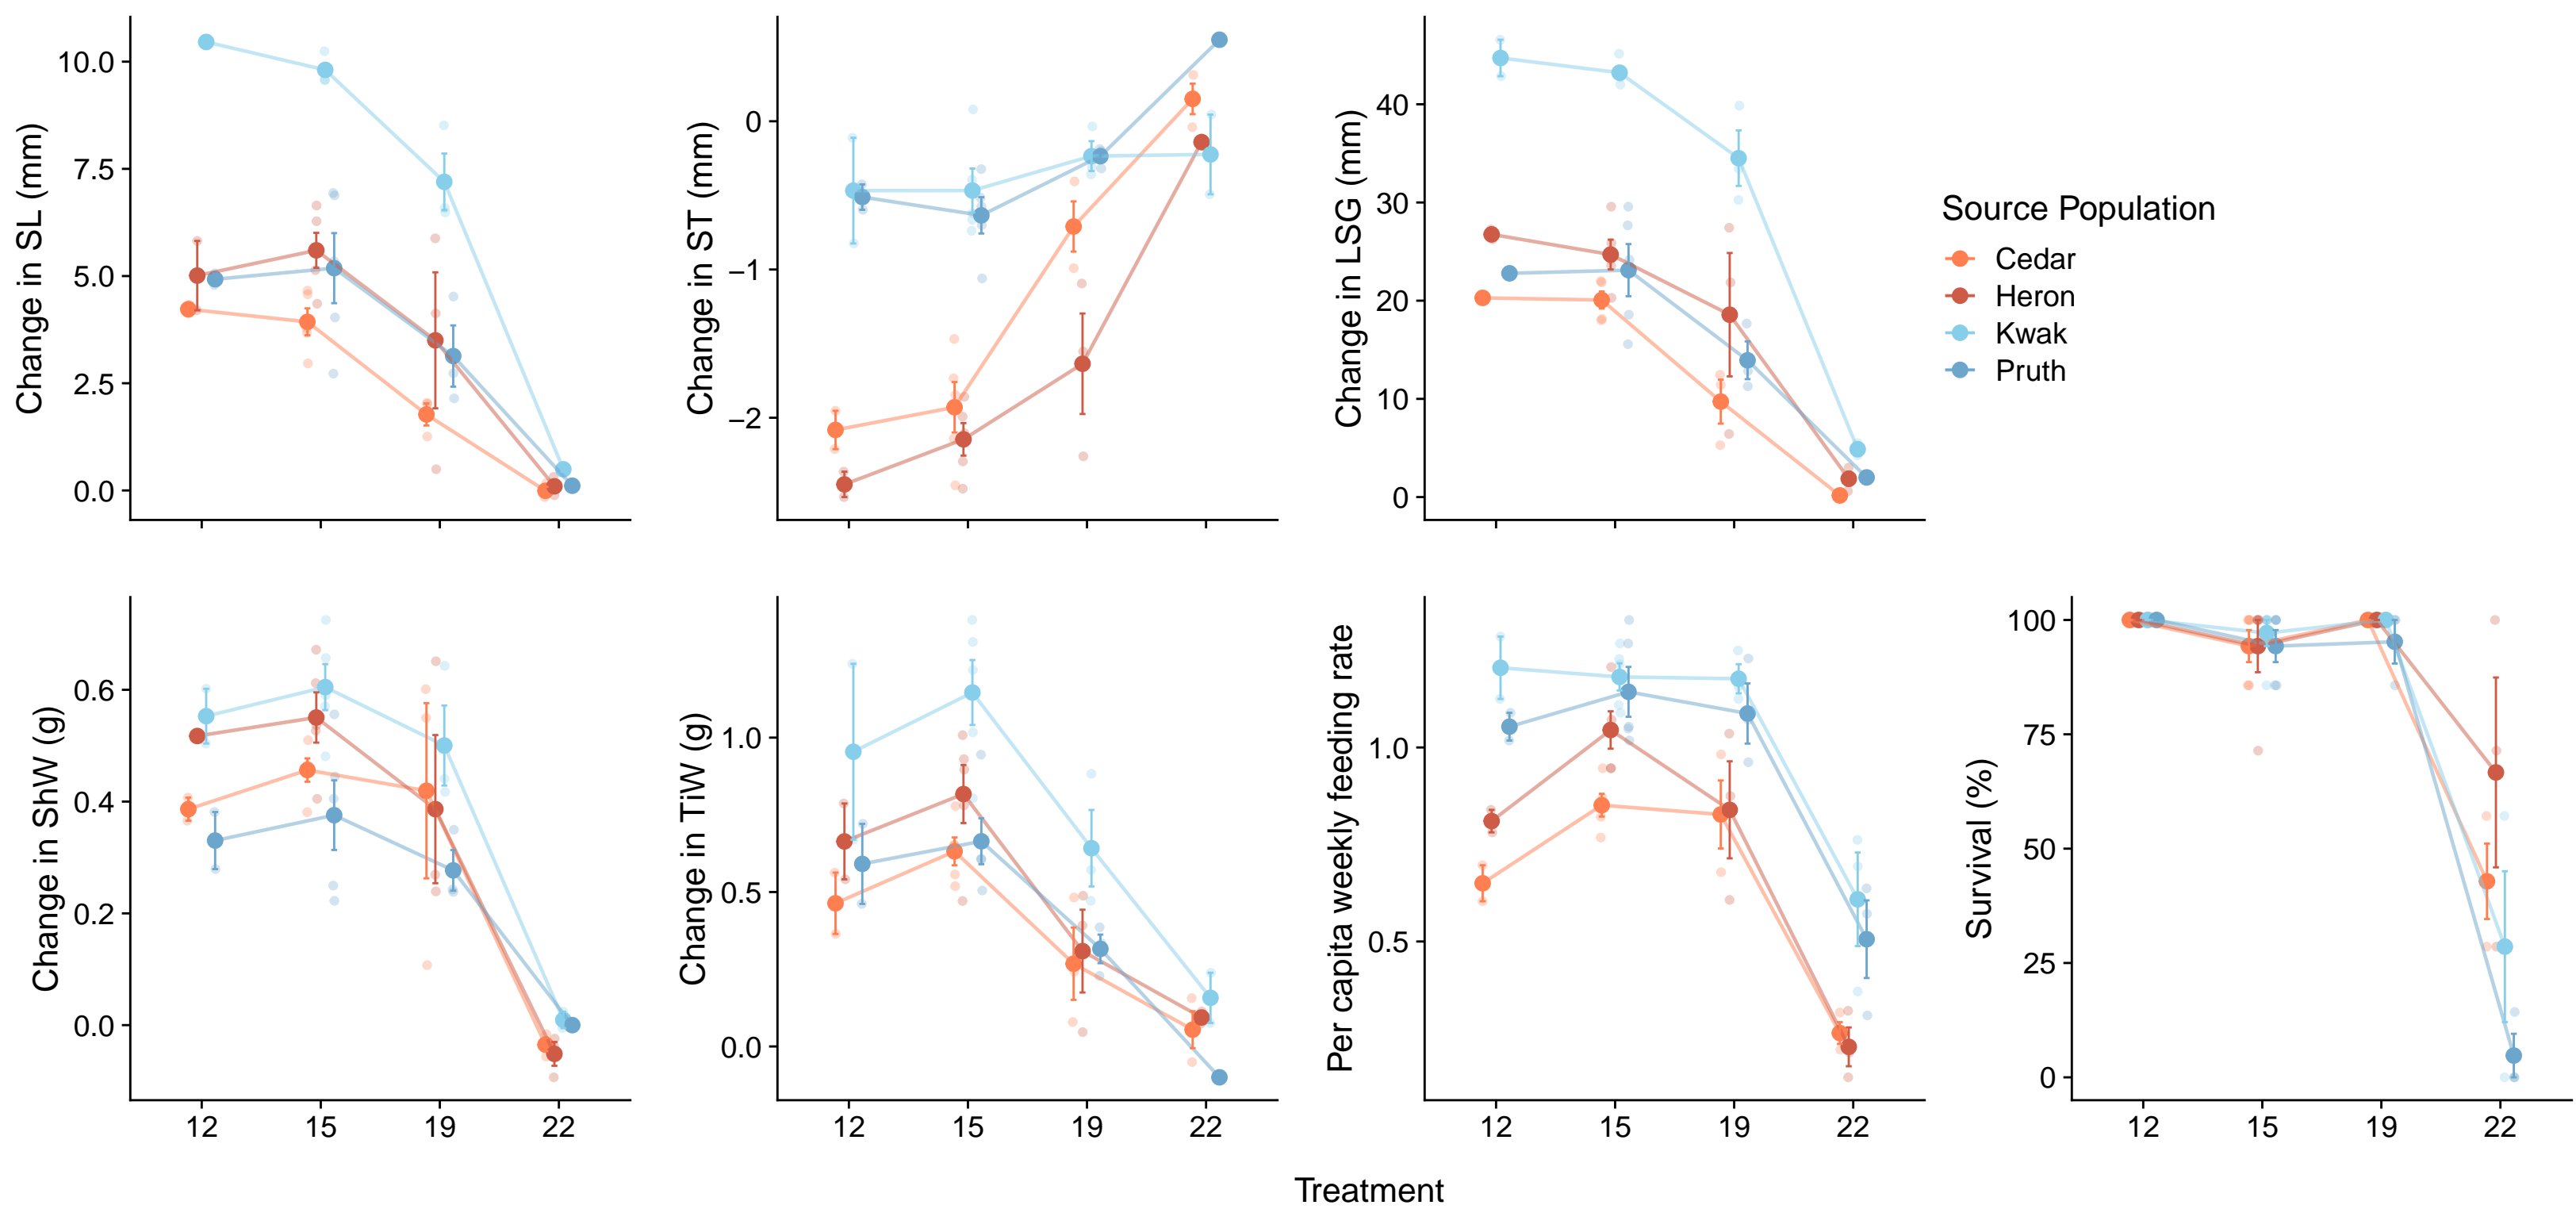 Change in SL (mm)
10.0
7.5
5.0
2.5
0.0
Change in ST (mm)
0
−1
−2
Change in LSG (mm)
40
30
20
10
0
Source Population
Cedar
Heron
Kwak
Pruth
Change in ShW (g)
0.6
0.4
0.2
0.0
12 15 19 22
Change in TiW (g)
1.0
0.5
0.0
12 15 19 22
Per capita weekly feeding rate
1.0
0.5
12 15 19 22
Survival (%)
100
75
50
25
0
12 15 19 22
Treatment